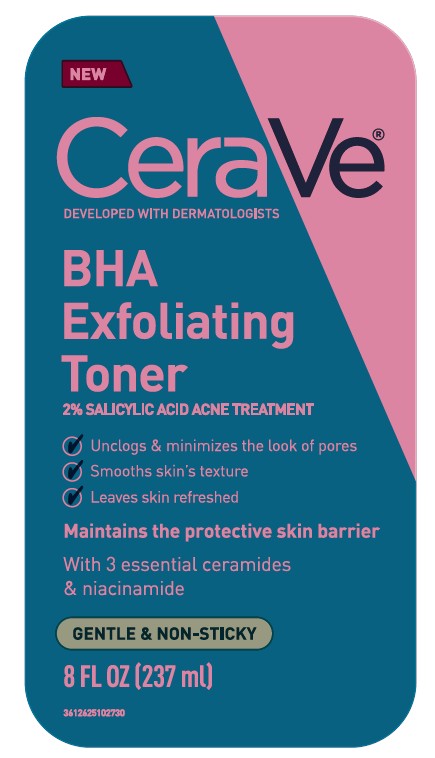 NEW
CeraVe®
DEVELOPED WITH DERMATOLOGISTS
BHA
Exfoliating
Toner
2% SALICYLIC ACID ACNE TREATMENT
Unclogs & minimizes the look of pores
Smooths skin's texture
Leaves skin refreshed
Maintains the protective skin barrier
With 3 essential ceramides
& niacinamide
GENTLE & NON-STICKY
8 FL OZ (237 ml)
3612625102730